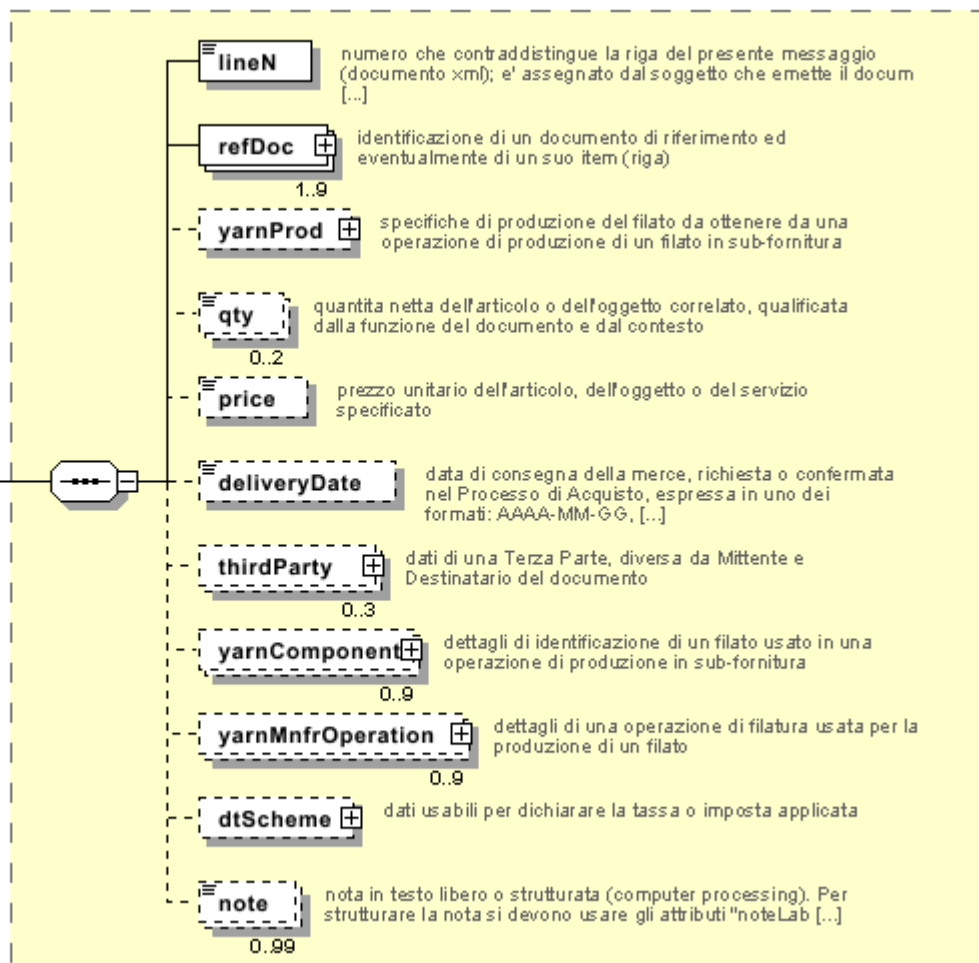 lineN
numero che contraddistingue la riga del presente messaggio
(documento xml); e' assegnato dal soggetto che emette il docum
[...]
refDoc
identificazione di un documento di riferimento ed
eventualmente di un suo item (riga)
1..9
yarnProd
specifiche di produzione del filato da ottenere da una
operazione di produzione di un filato in sub-fornitura
qty
quantita netta dell'articolo o dell'oggetto correlato, qualificata
dalla funzione del documento e dal contesto
0..2
price
prezzo unitario dell'articolo, dell'oggetto o del servizio
specificato
deliveryDate
data di consegna della merce, richiesta o confermata
nel Processo di Acquisto, espressa in uno dei
formati: AAAA-MM-GG, [...]
thirdParty
dati di una Terza Parte, diversa da Mittente e
Destinatario del documento
0..3
yarnComponent
dettagli di identificazione di un filato usato in una
operazione di produzione in sub-fornitura
0..9
yarnMnfrOperation
dettagli di una operazione di filatura usata per la
produzione di un filato
0..9
dtScheme
dati usabili per dichiarare la tassa o imposta applicata
note
nota in testo libero o strutturata (computer processing). Per
strutturare la nota si devono usare gli attributi "noteLab [...]
0..99